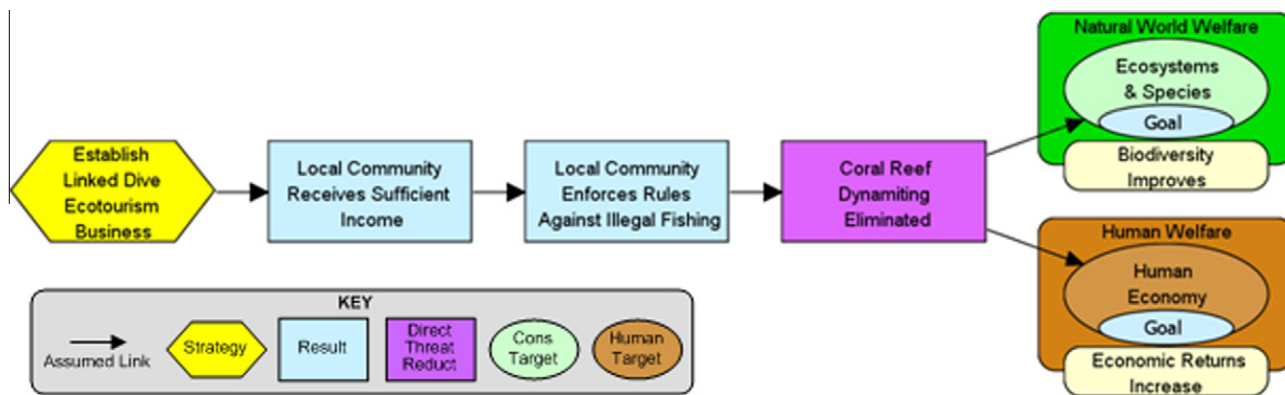 Establish
Linked Dive
Ecotourism
Business
Local Community
Receives Sufficient
Income
Local Community
Enforces Rules
Against Illegal Fishing
Coral Reef
Dynamiting
Eliminated
Natural World Welfare
Ecosystems
& Species
Goal
Biodiversity
Improves
Human Welfare
Human
Economy
Goal
Economic Returns
Increase
KEY
Assumed Link
Strategy
Result
Direct
Threat
Reduct
Cons
Target
Human
Target